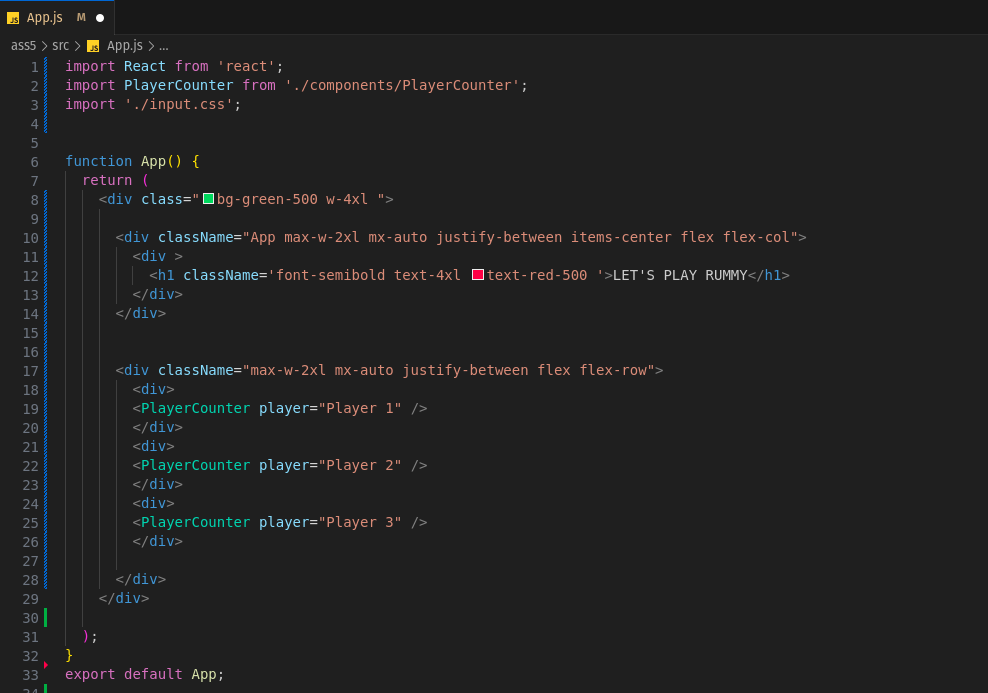 JS App.js M
ass5 > src > JS App.js > ...
1 import React from 'react';
2 import PlayerCounter from './components/PlayerCounter';
3 import './input.css';
4
5
6 function App() {
7   return (
8     <div class="bg-green-500 w-4xl ">
9
10       <div className="App max-w-2xl mx-auto justify-between items-center flex flex-col">
11         <div >
12           <h1 className='font-semibold text-4xl text-red-500 '>LET'S PLAY RUMMY</h1>
13         </div>
14       </div>
15
16
17       <div className="max-w-2xl mx-auto justify-between flex flex-row">
18         <div>
19         <PlayerCounter player="Player 1" />
20         </div>
21         <div>
22         <PlayerCounter player="Player 2" />
23         </div>
24         <div>
25         <PlayerCounter player="Player 3" />
26         </div>
27
28       </div>
29     </div>
30
31   );
32 }
33 export default App;
34